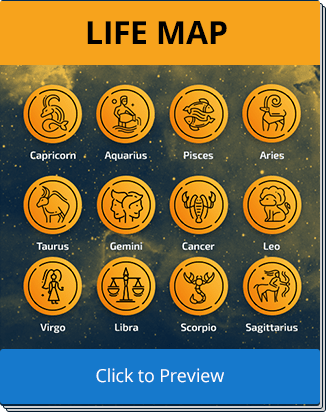 LIFE MAP
Capricorn Aquarius Pisces Aries
Taurus Gemini Cancer Leo
Virgo Libra Scorpio Sagittarius
Click to Preview